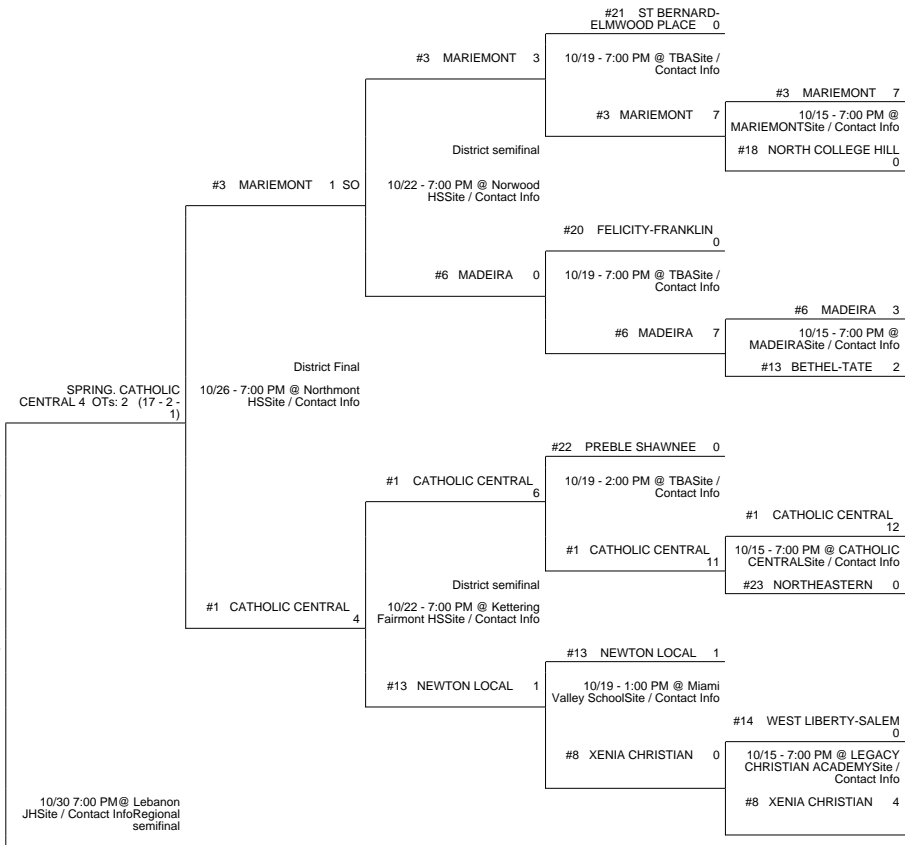 #21 ST BERNARD-
ELMWOOD PLACE 0
#3 MARIEMONT 3
10/19 - 7:00 PM @ TBASite /
Contact Info
#3 MARIEMONT 7
#3 MARIEMONT 7
10/15 - 7:00 PM @
MARIEMONTSite / Contact Info
#18 NORTH COLLEGE HILL
0
District semifinal
#3 MARIEMONT 1 SO
10/22 - 7:00 PM @ Norwood
HSSite / Contact Info
#20 FELICITY-FRANKLIN
0
#6 MADEIRA 0
10/19 - 7:00 PM @ TBASite /
Contact Info
#6 MADEIRA 3
#6 MADEIRA 7
10/15 - 7:00 PM @
MADEIRASite / Contact Info
#13 BETHEL-TATE 2
District Final
SPRING. CATHOLIC
CENTRAL 4 OTs: 2 (17 - 2 -
1)
10/26 - 7:00 PM @ Northmont
HSSite / Contact Info
#22 PREBLE SHAWNEE 0
#1 CATHOLIC CENTRAL
6
10/19 - 2:00 PM @ TBASite /
Contact Info
#1 CATHOLIC CENTRAL
12
#1 CATHOLIC CENTRAL
11
10/15 - 7:00 PM @ CATHOLIC
CENTRALSite / Contact Info
#23 NORTHEASTERN 0
District semifinal
#1 CATHOLIC CENTRAL
4
10/22 - 7:00 PM @ Kettering
Fairmont HSSite / Contact Info
#13 NEWTON LOCAL 1
#13 NEWTON LOCAL 1
10/19 - 1:00 PM @ Miami
Valley SchoolSite / Contact Info
#14 WEST LIBERTY-SALEM
0
#8 XENIA CHRISTIAN 0
10/15 - 7:00 PM @ LEGACY
CHRISTIAN ACADEMYSite /
Contact Info
#8 XENIA CHRISTIAN 4
10/30 7:00 PM@ Lebanon
JHSite / Contact InfoRegional
semifinal